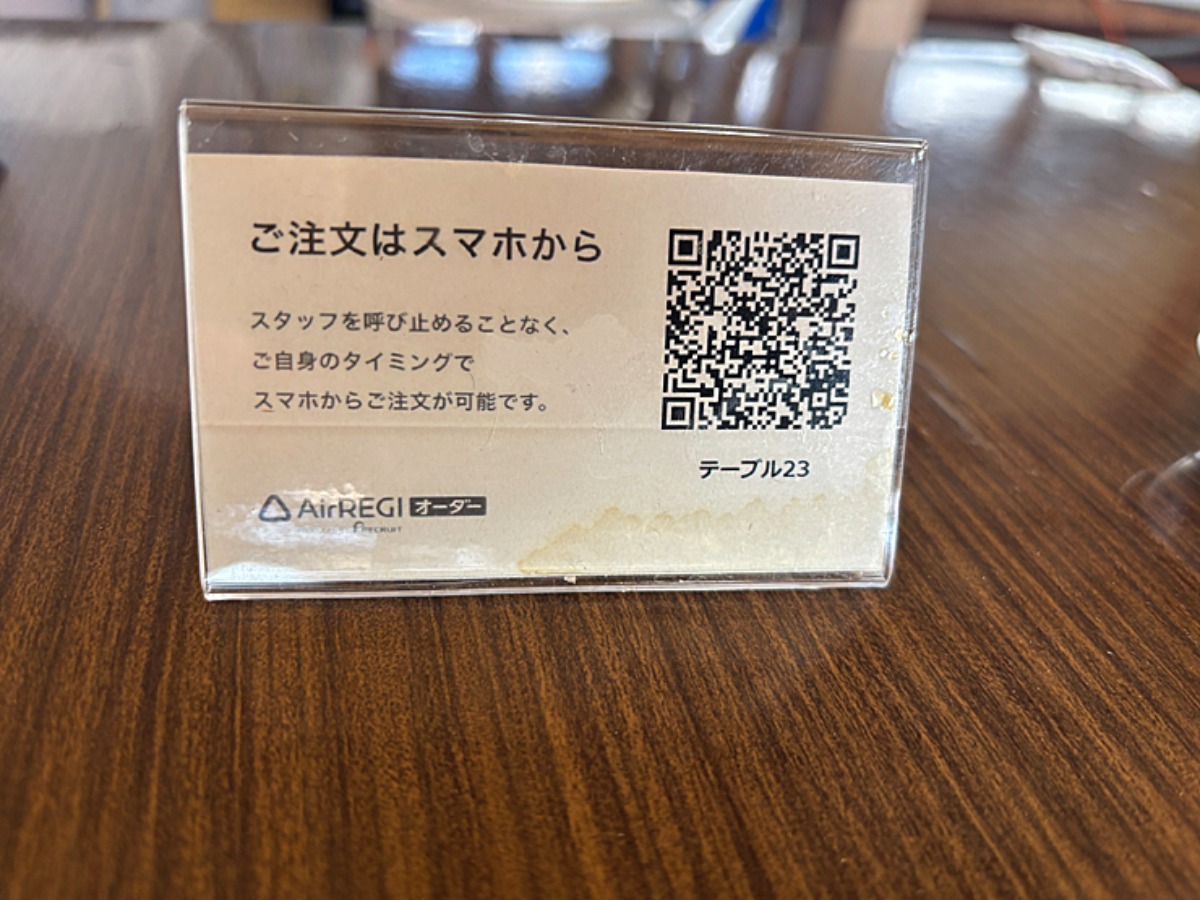 ご注文はスマホから
スタッフを呼び止めることなく、
ご自身のタイミングで
スマホからご注文が可能です。
テーブル23
AirREGI オーダー
RECRUIT